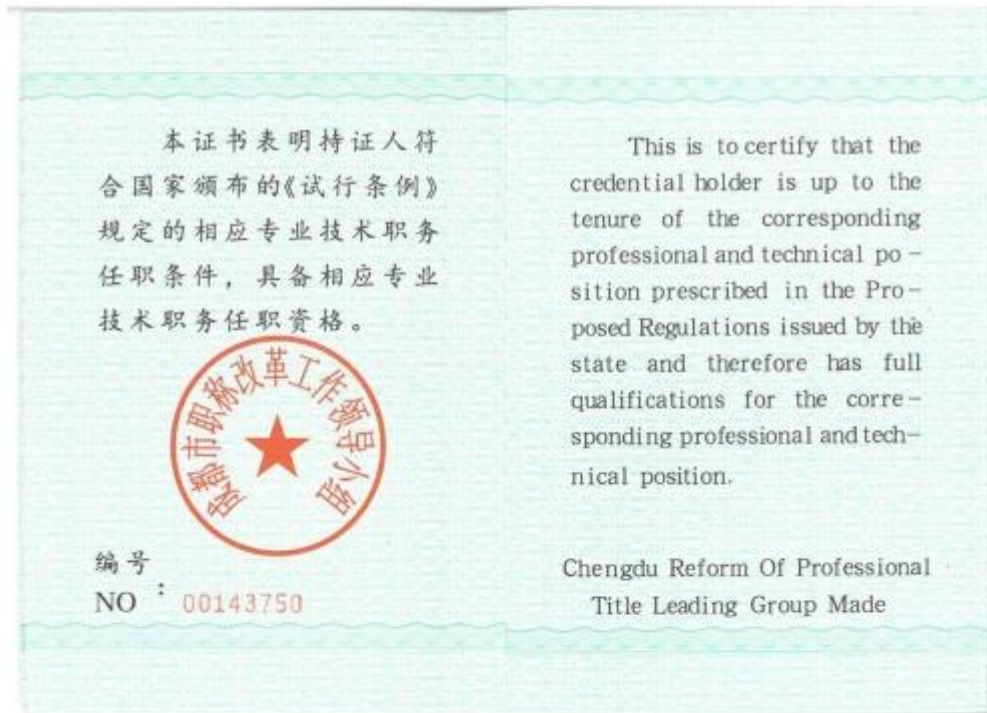 本证书表明持证人符
合国家颁布的《试行条例》
规定的相应专业技术职务
任职条件，具备相应专业
技术职务任职资格。
成都市职称改革工作领导小组
编号
NO : 00143750
This is to certify that the
credential holder is up to the
tenure of the corresponding
professional and technical po-
sition prescribed in the Pro-
posed Regulations issued by the
state and therefore has full
qualifications for the corre-
sponding professional and tech-
nical position.
Chengdu Reform Of Professional
Title Leading Group Made